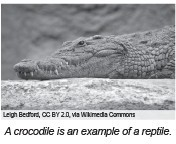 Leigh Bedford, CC BY 2.0, via Wikimedia Commons
A crocodile is an example of a reptile.